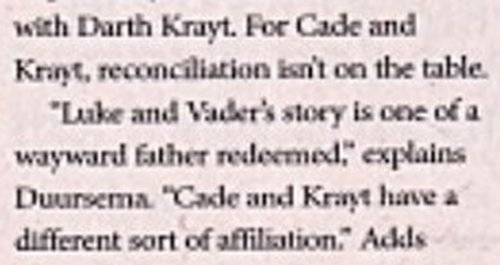 with Darth Krayt. For Cade and
Krayt, reconciliation isn't on the table.
"Luke and Vader's story is one of a
wayward father redeemed," explains
Duursema. "Cade and Krayt have a
different sort of affiliation." Adds